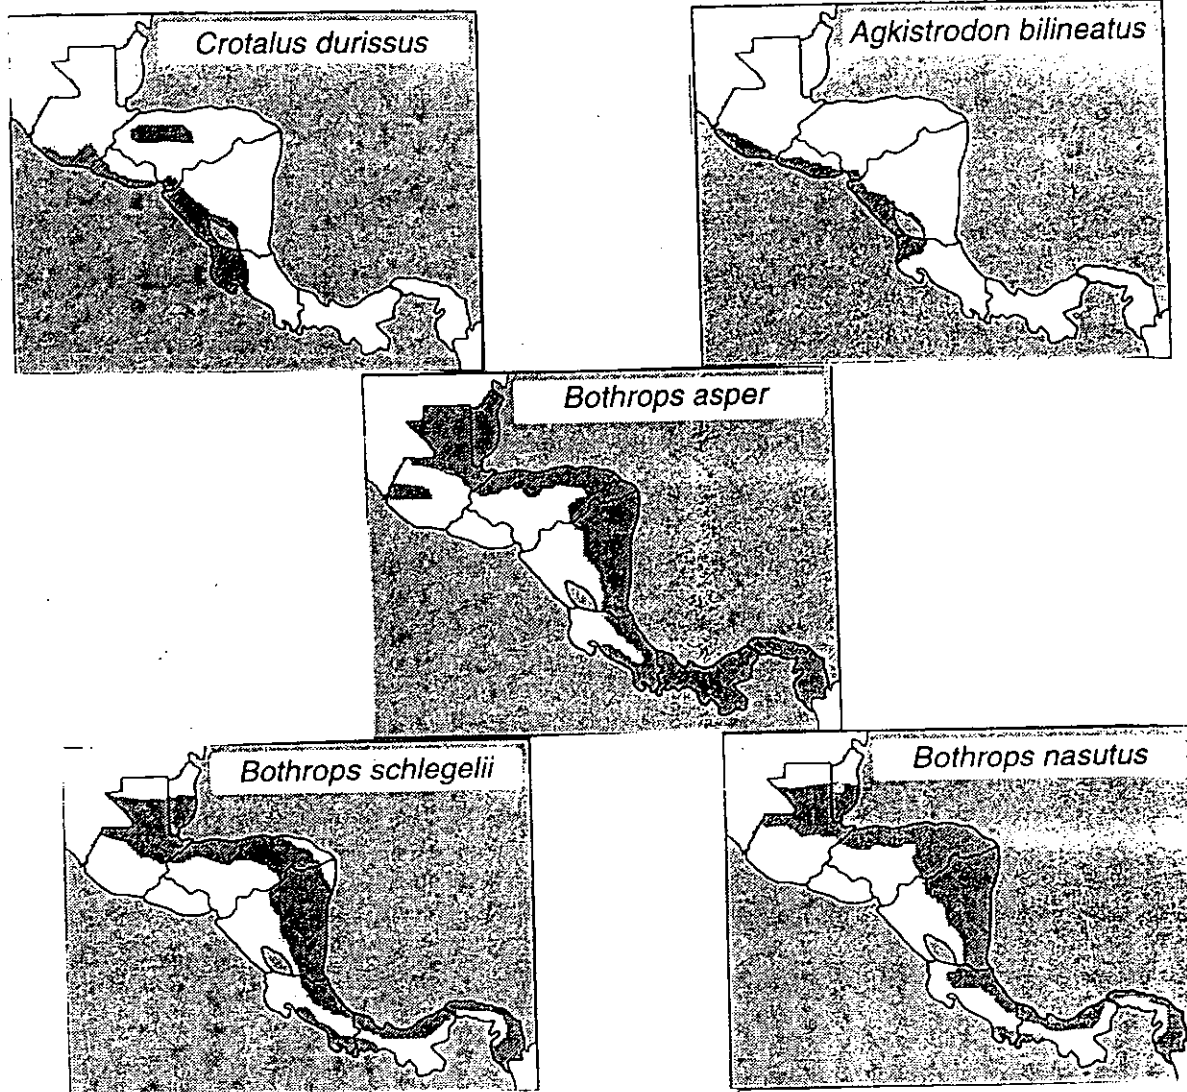 Crotalus durissus
Agkistrodon bilineatus
Bothrops asper
Bothrops schlegelii
Bothrops nasutus